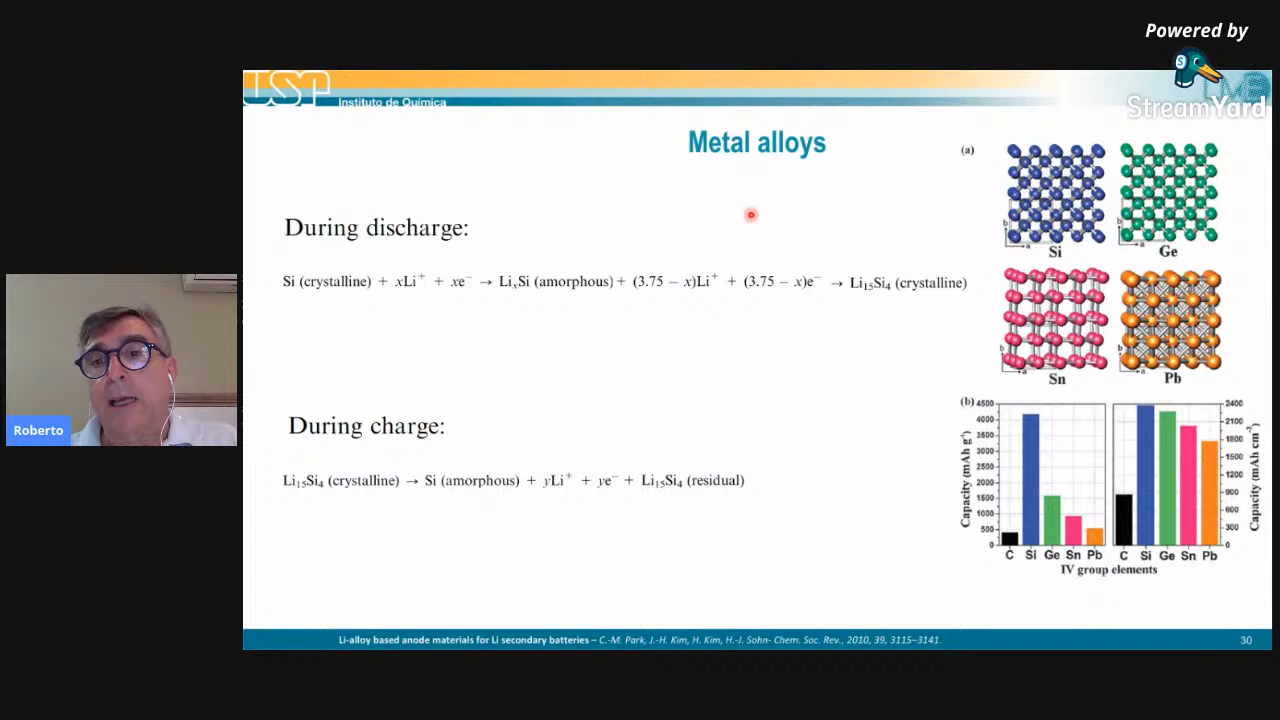 Powered by
StreamYard
USP
Instituto de Química
Metal alloys
During discharge:
Si (crystalline) + xLi⁺ + xe⁻ → LiₓSi (amorphous) + (3.75 − x)Li⁺ + (3.75 − x)e⁻ → Li₁₅Si₄ (crystalline)
During charge:
Li₁₅Si₄ (crystalline) → Si (amorphous) + yLi⁺ + ye⁻ + Li₁₅Si₄ (residual)
(a)
b
a
Si
a
Ge
b
a
Sn
b
a
Pb
(b)
Capacity (mAh g⁻¹)
4500
4000
3500
3000
2500
2000
1500
1000
500
0
C Si Ge Sn Pb
C Si Ge Sn Pb
2400
2100
1800
1500
1200
900
600
300
0
Capacity (mAh cm⁻³)
IV group elements
Roberto
Li-alloy based anode materials for Li secondary batteries – C.-M. Park, J.-H. Kim, H. Kim, H.-J. Sohn- Chem. Soc. Rev., 2010, 39, 3115–3141.
30